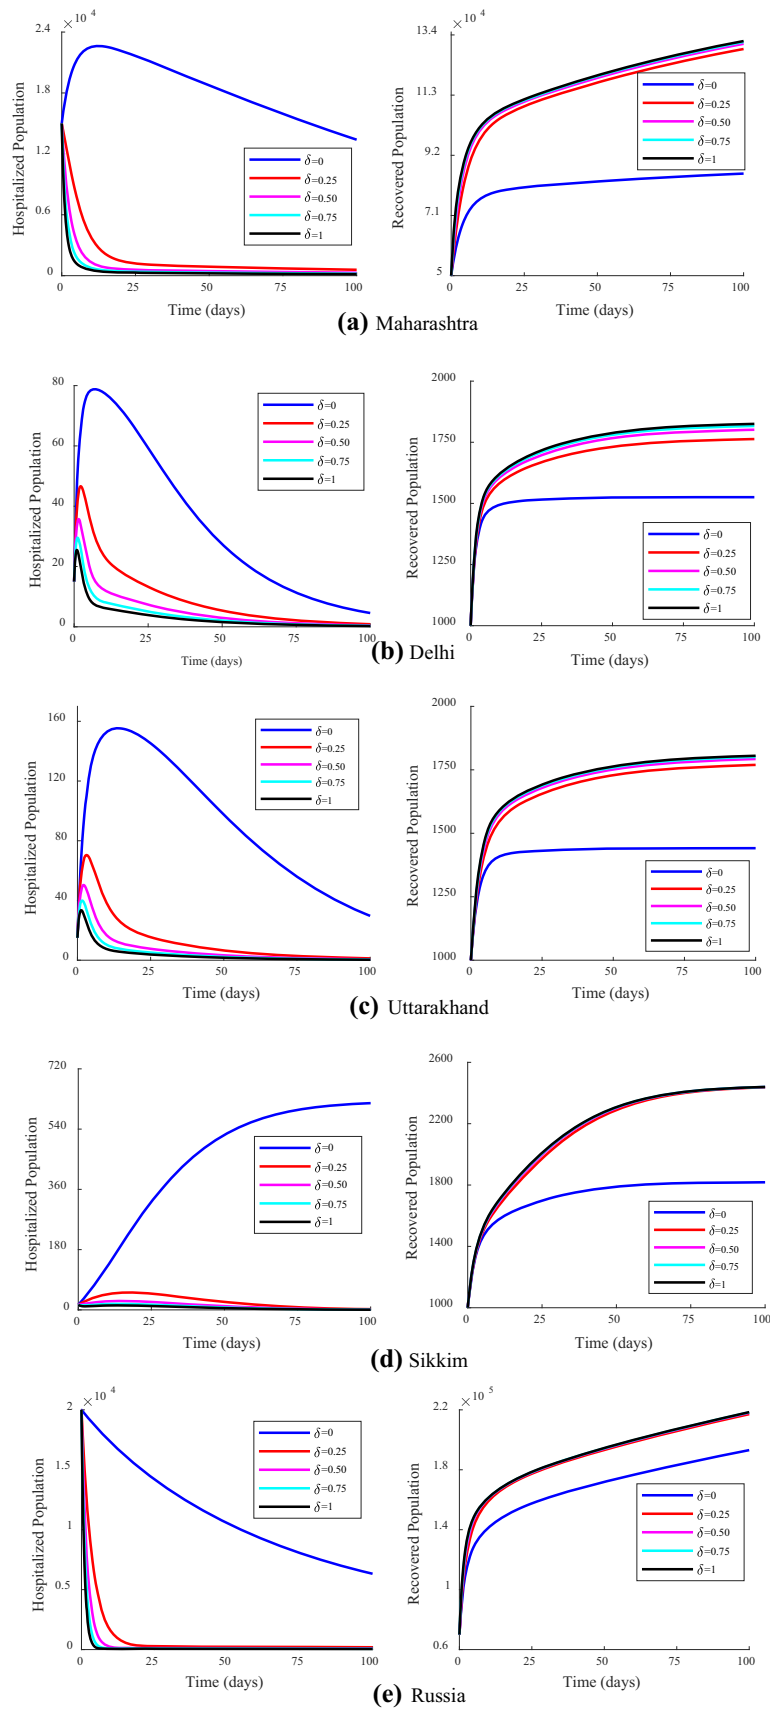 × 10 4
Hospitalized Population
2.4
1.8
1.2
0.6
0
0
25
50
75
100
Time (days)
δ=0
δ=0.25
δ=0.50
δ=0.75
δ=1
× 10 4
Recovered Population
13.4
11.3
9.2
7.1
5
0
25
50
75
100
Time (days)
δ=0
δ=0.25
δ=0.50
δ=0.75
δ=1
(a) Maharashtra
Hospitalized Population
80
60
40
20
0
0
25
50
75
100
Time (days)
δ=0
δ=0.25
δ=0.50
δ=0.75
δ=1
Recovered Population
2000
1750
1500
1250
1000
0
25
50
75
100
Time (days)
δ=0
δ=0.25
δ=0.50
δ=0.75
δ=1
(b) Delhi
Hospitalized Population
160
120
80
40
0
0
25
50
75
100
Time (days)
δ=0
δ=0.25
δ=0.50
δ=0.75
δ=1
Recovered Population
2000
1750
1500
1250
1000
0
25
50
75
100
Time (days)
δ=0
δ=0.25
δ=0.50
δ=0.75
δ=1
(c) Uttarakhand
Hospitalized Population
720
540
360
180
0
0
25
50
75
100
Time (days)
δ=0
δ=0.25
δ=0.50
δ=0.75
δ=1
Recovered Population
2600
2200
1800
1400
1000
0
25
50
75
100
Time (days)
δ=0
δ=0.25
δ=0.50
δ=0.75
δ=1
(d) Sikkim
× 10 4
Hospitalized Population
2
1.5
1
0.5
0
0
25
50
75
100
Time (days)
δ=0
δ=0.25
δ=0.50
δ=0.75
δ=1
× 10 5
Recovered Population
2.2
1.8
1.4
1
0.6
0
25
50
75
100
Time (days)
δ=0
δ=0.25
δ=0.50
δ=0.75
δ=1
(e) Russia